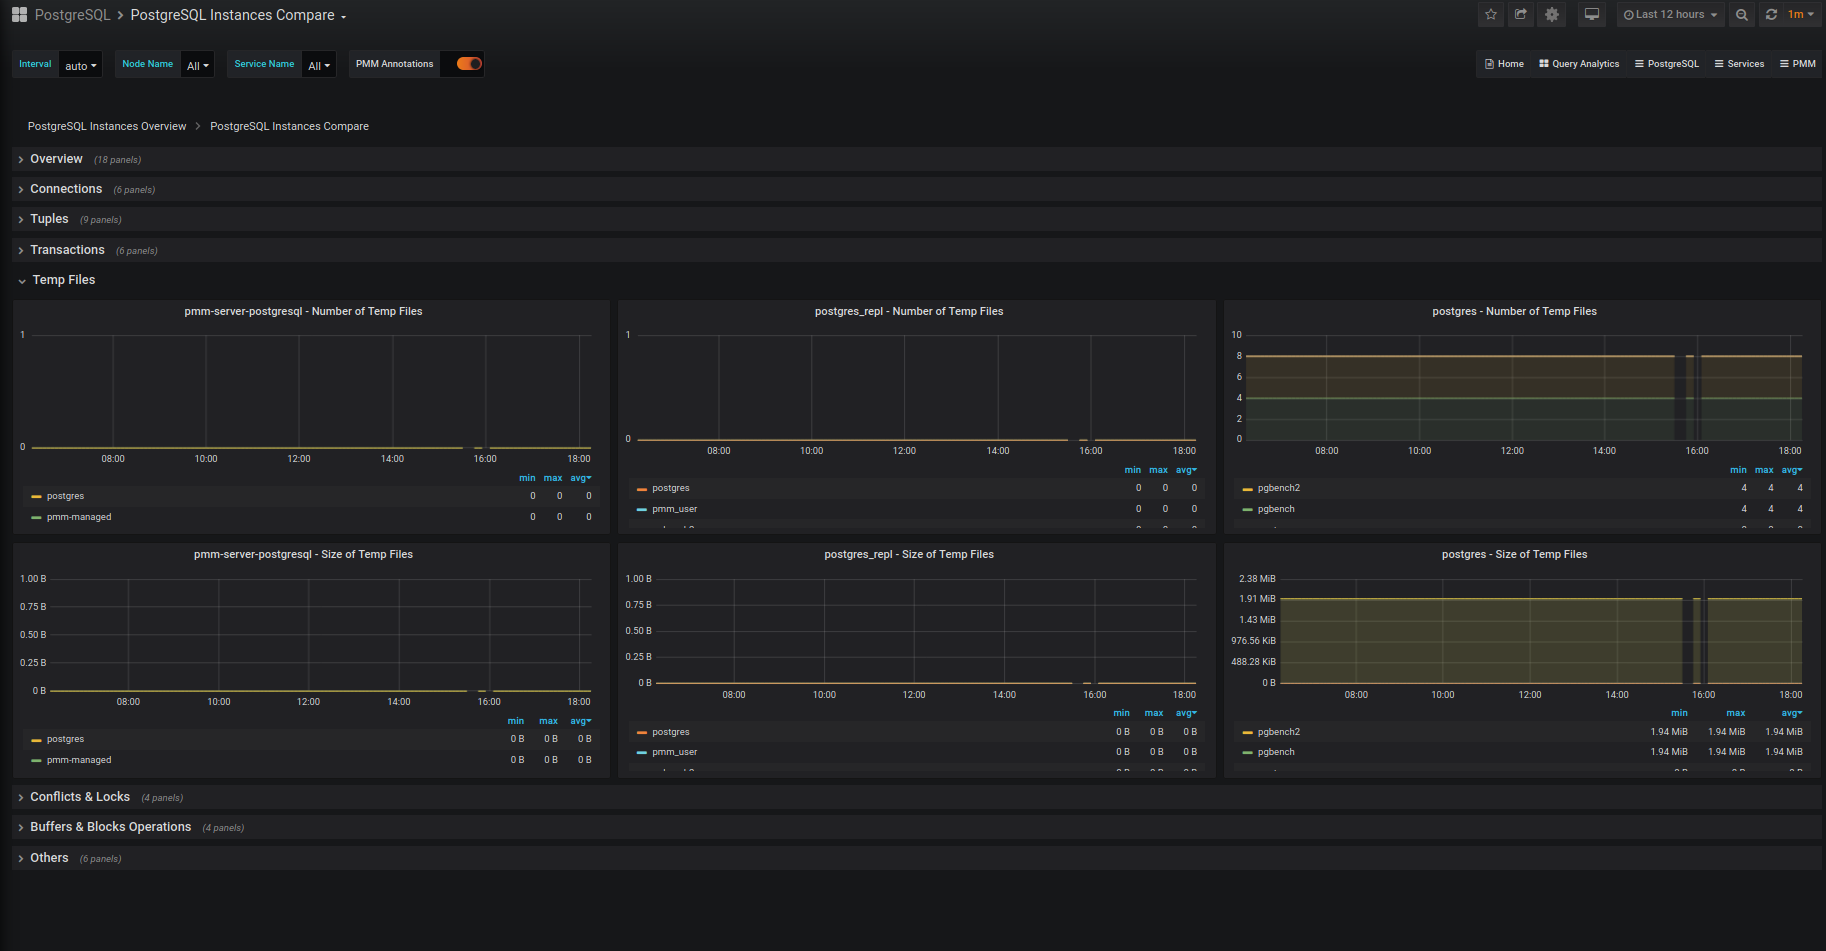 PostgreSQL > PostgreSQL Instances Compare
Last 12 hours
1m
Interval auto
Node Name All
Service Name All
PMM Annotations
Home
Query Analytics
PostgreSQL
Services
PMM
PostgreSQL Instances Overview > PostgreSQL Instances Compare
Overview (18 panels)
Connections (6 panels)
Tuples (9 panels)
Transactions (6 panels)
Temp Files
pmm-server-postgresql - Number of Temp Files
1
0
08:00 10:00 12:00 14:00 16:00 18:00
min max avg
postgres 0 0 0
pmm-managed 0 0 0
postgres_repl - Number of Temp Files
1
0
08:00 10:00 12:00 14:00 16:00 18:00
min max avg
postgres 0 0 0
pmm_user 0 0 0
postgres - Number of Temp Files
10
8
6
4
2
0
08:00 10:00 12:00 14:00 16:00 18:00
min max avg
pgbench2 4 4 4
pgbench 4 4 4
pmm-server-postgresql - Size of Temp Files
1.00 B
0.75 B
0.50 B
0.25 B
0 B
08:00 10:00 12:00 14:00 16:00 18:00
min max avg
postgres 0 B 0 B 0 B
pmm-managed 0 B 0 B 0 B
postgres_repl - Size of Temp Files
1.00 B
0.75 B
0.50 B
0.25 B
0 B
08:00 10:00 12:00 14:00 16:00 18:00
min max avg
postgres 0 B 0 B 0 B
pmm_user 0 B 0 B 0 B
postgres - Size of Temp Files
2.38 MiB
1.91 MiB
1.43 MiB
976.56 KiB
488.28 KiB
0 B
08:00 10:00 12:00 14:00 16:00 18:00
min max avg
pgbench2 1.94 MiB 1.94 MiB 1.94 MiB
pgbench 1.94 MiB 1.94 MiB 1.94 MiB
Conflicts & Locks (4 panels)
Buffers & Blocks Operations (4 panels)
Others (6 panels)